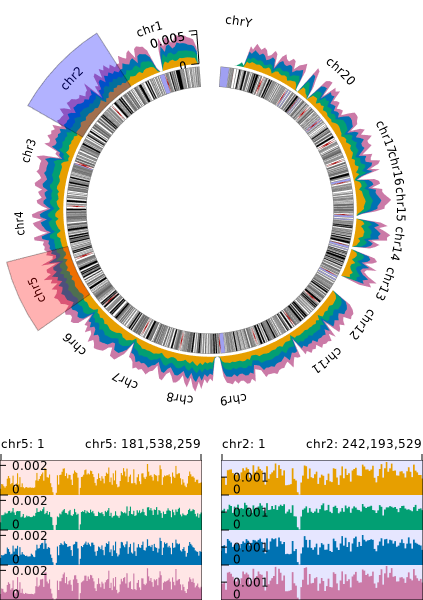 chrY
chr1
0.005
0
chr2
chr20
chr3
chr17
chr16
chr15
chr4
chr14
chr5
chr13
chr6
chr12
chr7
chr11
chr8
chr9
chr5: 1 chr5: 181,538,259
chr2: 1 chr2: 242,193,529
0.002
0
0.001
0
0.002
0
0.001
0
0.002
0
0.001
0
0.002
0
0.001
0